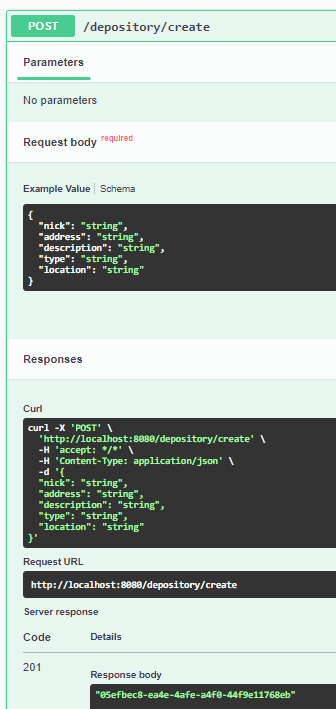 POST /depository/create
Parameters
No parameters
Request body required
Example Value | Schema
{
  "nick": "string",
  "address": "string",
  "description": "string",
  "type": "string",
  "location": "string"
}
Responses
Curl
curl -X 'POST' \
  'http://localhost:8080/depository/create' \
  -H 'accept: */*' \
  -H 'Content-Type: application/json' \
  -d '{
  "nick": "string",
  "address": "string",
  "description": "string",
  "type": "string",
  "location": "string"
}'
Request URL
http://localhost:8080/depository/create
Server response
Code Details
201
Response body
"05efbec8-ea4e-4afe-a4f0-44f9e11768eb"